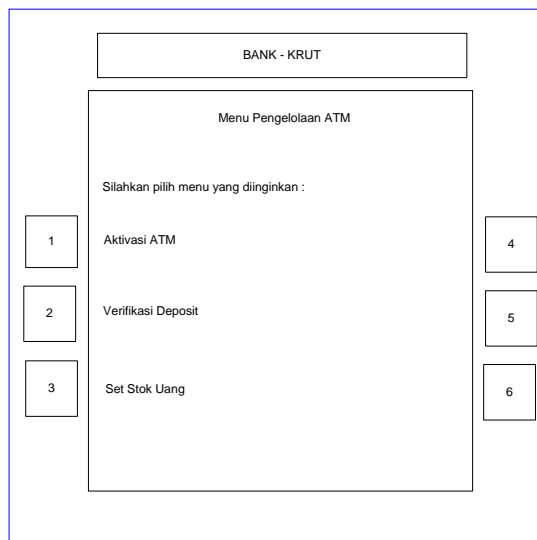 BANK - KRUT
Menu Pengelolaan ATM
Silahkan pilih menu yang diinginkan :
1
Aktivasi ATM
4
2
Verifikasi Deposit
5
3
Set Stok Uang
6